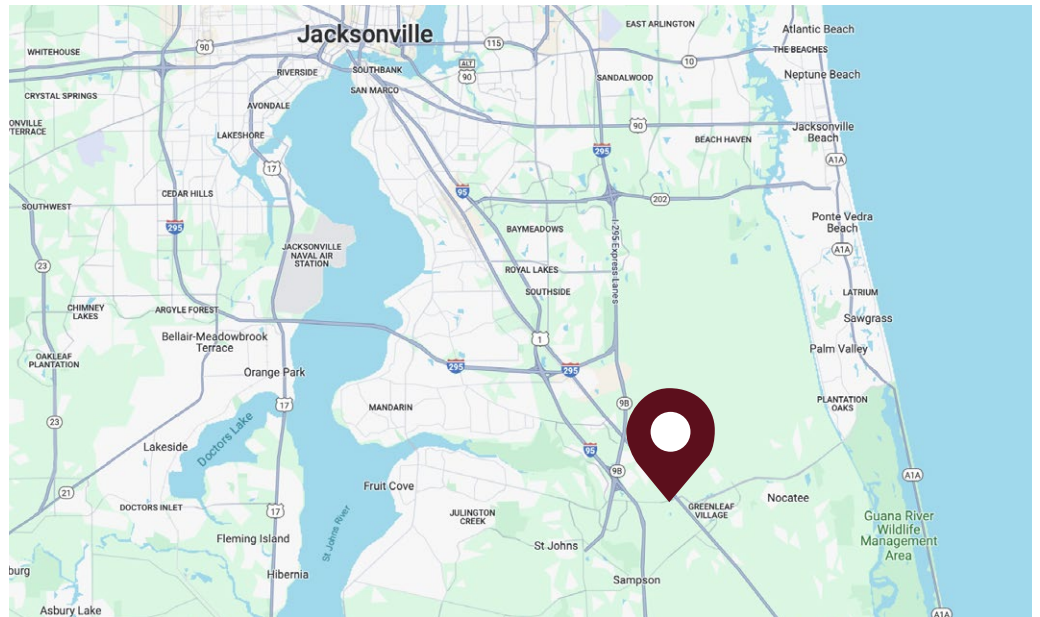 Jacksonville
EAST ARLINGTON
Atlantic Beach
WHITEHOUSE
90
115
THE BEACHES
10
RIVERSIDE
SOUTHBANK
ALT
90
SANDALWOOD
Neptune Beach
CRYSTAL SPRINGS
SAN MARCO
AVONDALE
ONVILLE
/TERRACE
LAKESHORE
90
BEACH HAVEN
Jacksonville
Beach
295
A1A
17
CEDAR HILLS
95
202
SOUTHWEST
295
BAYMEADOWS
I-295 Express Lanes
Ponte Vedra
Beach
JACKSONVILLE
NAVAL AIR
STATION
A1A
23
ROYAL LAKES
SOUTHSIDE
LATRIUM
CHIMNEY
LAKES
ARGYLE FOREST
Sawgrass
Bellair-Meadowbrook
Terrace
1
Palm Valley
OAKLEAF
PLANTATION
295
295
Orange Park
PLANTATION
OAKS
17
MANDARIN
9B
23
Doctors Lake
Lakeside
95
9B
A1A
Fruit Cove
21
Nocatee
DOCTORS INLET
17
JULINGTON
CREEK
GREENLEAF
VILLAGE
Guana River
Wildlife
Management
Area
St Johns River
Fleming Island
St Johns
burg
Hibernia
Sampson
Asbury Lake
A1A